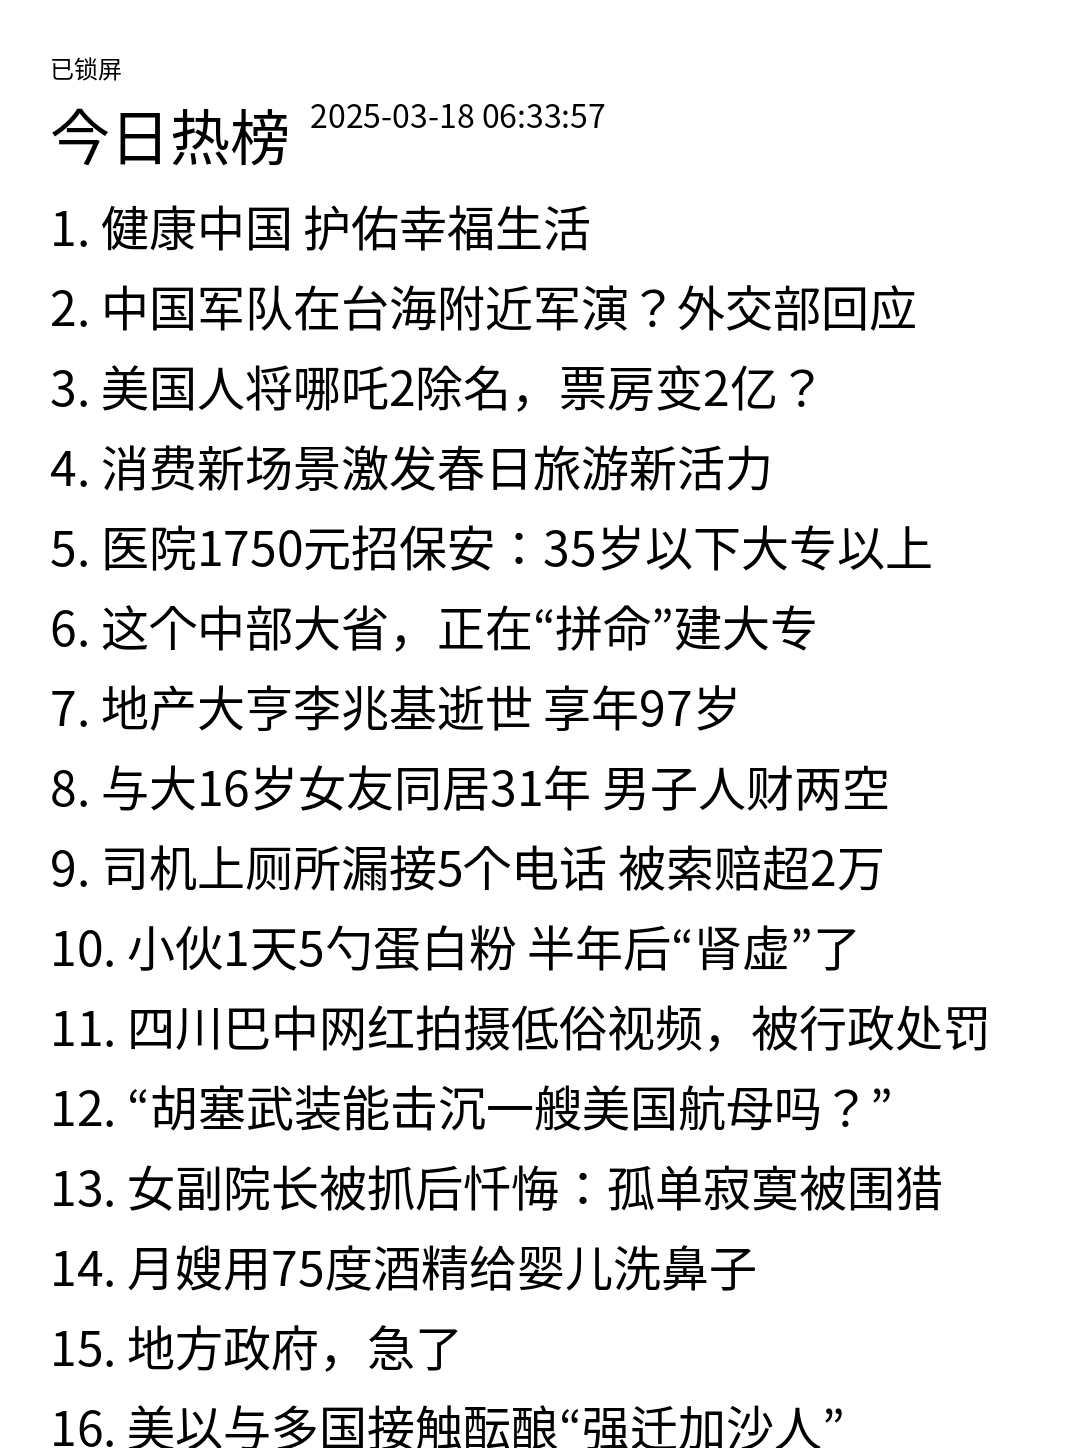 已锁屏
今日热榜 2025-03-18 06:33:57
1. 健康中国 护佑幸福生活
2. 中国军队在台海附近军演？外交部回应
3. 美国人将哪吒2除名，票房变2亿？
4. 消费新场景激发春日旅游新活力
5. 医院1750元招保安：35岁以下大专以上
6. 这个中部大省，正在“拼命”建大专
7. 地产大亨李兆基逝世 享年97岁
8. 与大16岁女友同居31年 男子人财两空
9. 司机上厕所漏接5个电话 被索赔超2万
10. 小伙1天5勺蛋白粉 半年后“肾虚”了
11. 四川巴中网红拍摄低俗视频，被行政处罚
12. “胡塞武装能击沉一艘美国航母吗？”
13. 女副院长被抓后忏悔：孤单寂寞被围猎
14. 月嫂用75度酒精给婴儿洗鼻子
15. 地方政府，急了
16. 美以与多国接触酝酿“强迁加沙人”